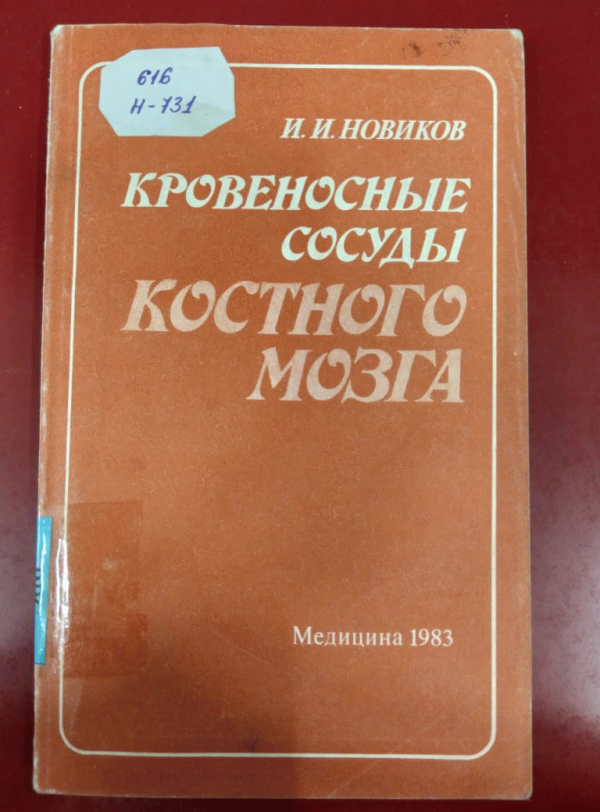 616
Н-731
И. И. НОВИКОВ
КРОВЕНОСНЫЕ
СОСУДЫ
КОСТНОГО
МОЗГА
Медицина 1983